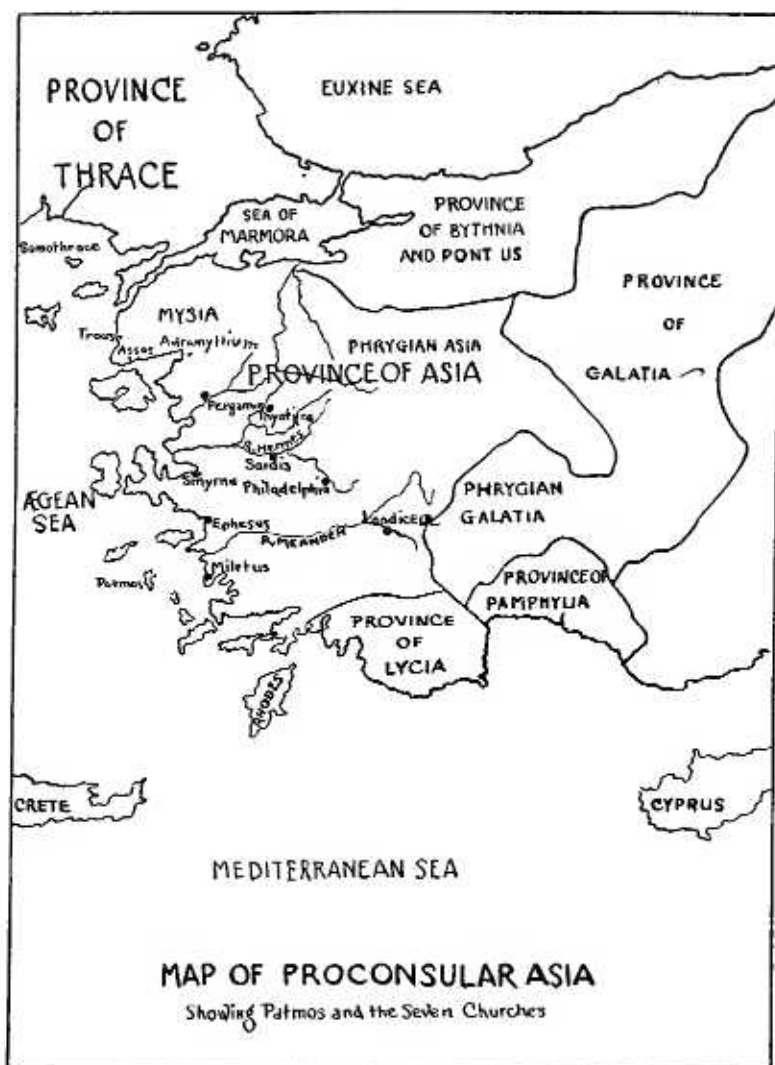 PROVINCE
OF
THRACE
EUXINE SEA
SEA OF
MARMORA
PROVINCE
OF BYTHNIA
AND PONT US
Samothrace
MYSIA
Troas
Assos
Adramyttium
PHRYGIAN ASIA
PROVINCE OF ASIA
PROVINCE
OF
GALATIA
Pergamus
Thyatira
R. HERMES
Sardis
Smyrna
Philadelphia
ÆGEAN
SEA
Ephesus
R. MEANDER
Laodicea
PHRYGIAN
GALATIA
Miletus
Patmos
PROVINCE OF
PAMPHYLIA
PROVINCE
OF
LYCIA
RHODES
CRETE
CYPRUS
MEDITERRANEAN SEA
MAP OF PROCONSULAR ASIA
Showing Patmos and the Seven Churches